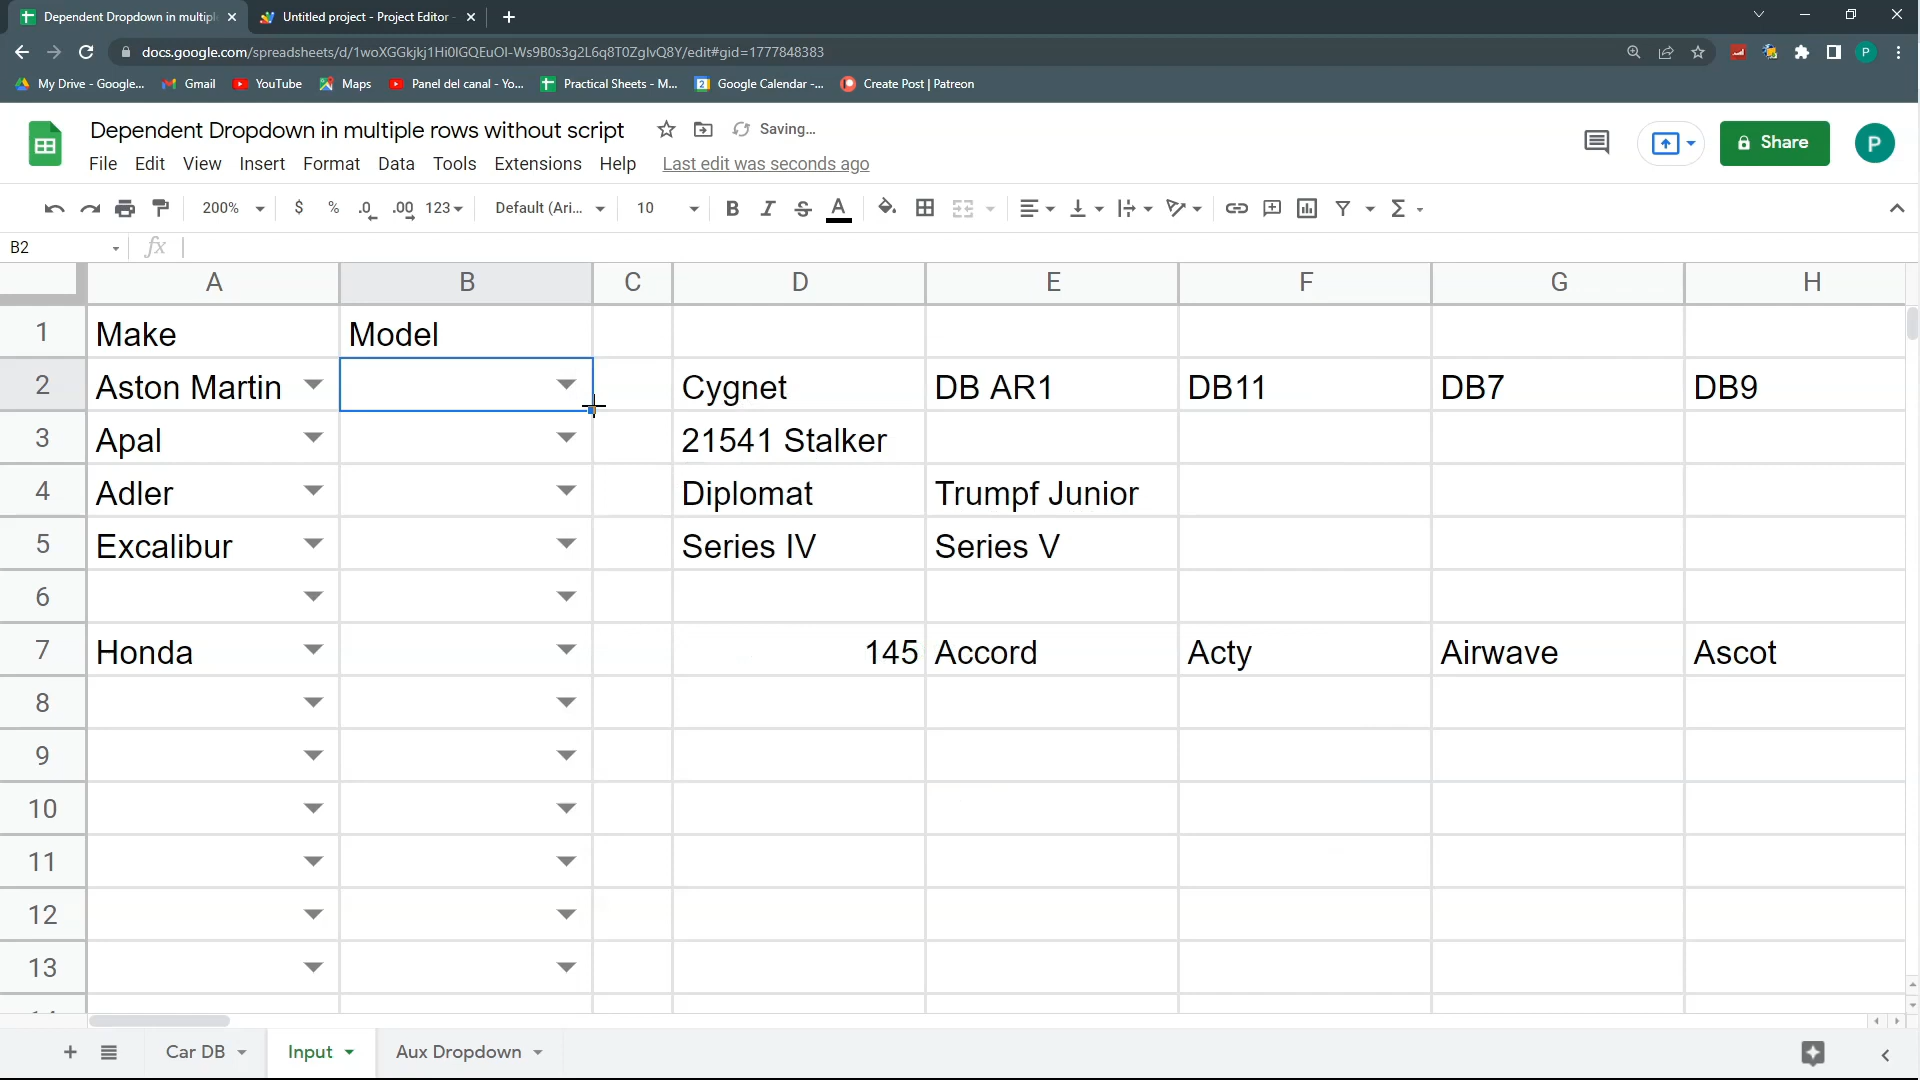 Dependent Dropdown in multipl
Untitled project - Project Editor
docs.google.com/spreadsheets/d/1woXGGkjkj1Hi0IGQEuOl-Ws9B0s3g2L6q8T0ZglvQ8Y/edit#gid=1777848383
My Drive - Google... Gmail YouTube Maps Panel del canal - Yo... Practical Sheets - M... Google Calendar -... Create Post | Patreon
Dependent Dropdown in multiple rows without script Saving...
File Edit View Insert Format Data Tools Extensions Help Last edit was seconds ago
Share
P
200% $ % .0 .00 123 Default (Ari... 10 B I S A
B2 fx
A B C D E F G H
1 Make Model
2 Aston Martin Cygnet DB AR1 DB11 DB7 DB9
3 Apal 21541 Stalker
4 Adler Diplomat Trumpf Junior
5 Excalibur Series IV Series V
6
7 Honda 145 Accord Acty Airwave Ascot
8
9
10
11
12
13
Car DB Input Aux Dropdown